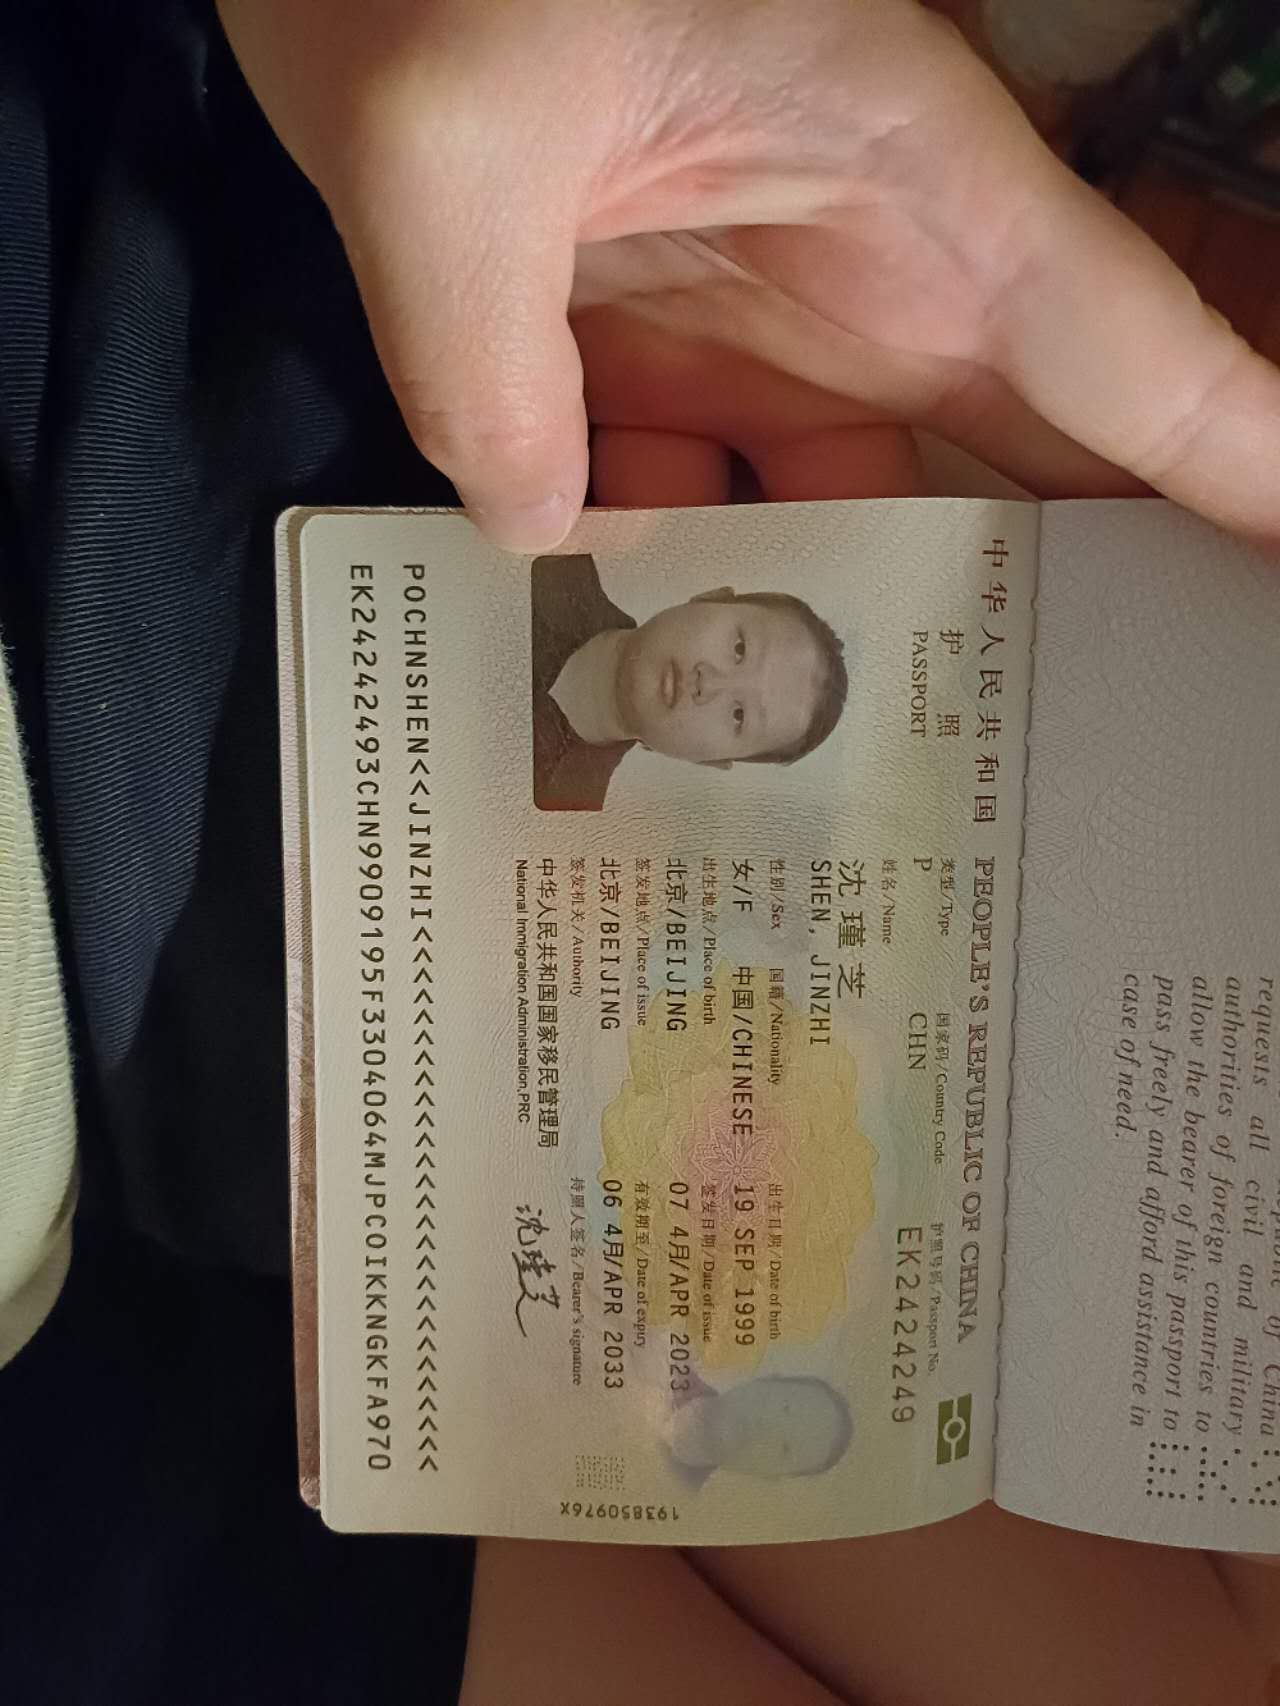 requests all civil and military
authorities of foreign countries to
allow the bearer of this passport to
pass freely and afford assistance in
case of need.
中华人民共和国 PEOPLE'S REPUBLIC OF CHINA
护照
PASSPORT
类型/Type 国家码/Country Code 护照号码/Passport No.
P CHN EK2424249
姓名/Name
沈瑾芝
SHEN, JINZHI
性别/Sex 国籍/Nationality 出生日期/Date of birth
女/F 中国/CHINESE 19 SEP 1999
出生地点/Place of birth 签发日期/Date of issue
北京/BEIJING 07 4月/APR 2023
签发地点/Place of issue 有效期至/Date of expiry
北京/BEIJING 06 4月/APR 2033
签发机关/Authority 持照人签名/Bearer's signature
中华人民共和国国家移民管理局
National Immigration Administration,PRC
沈瑾芝
193850976X
POCHNSHEN<<JINZHI<<<<<<<<<<<<<<<<<<<<<<<<<<<
EK24242493CHN9909195F3304064MJPCOIKKNGKFA970